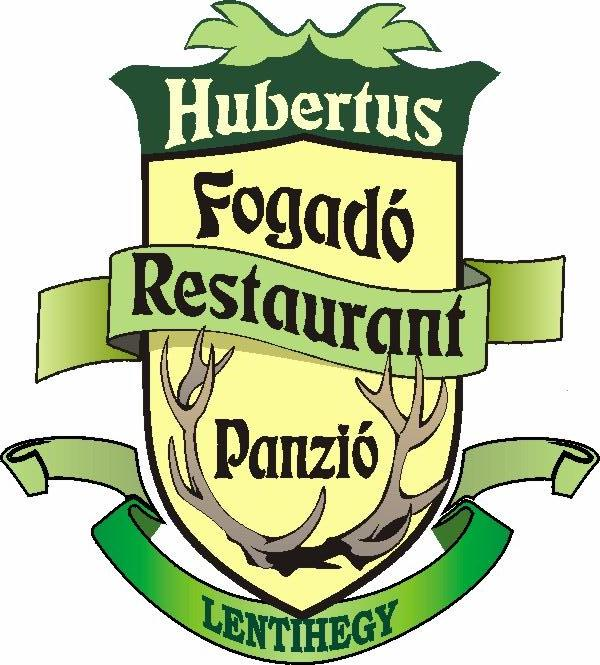 Hubertus
Fogadó
Restaurant
Panzió
LENTIHEGY